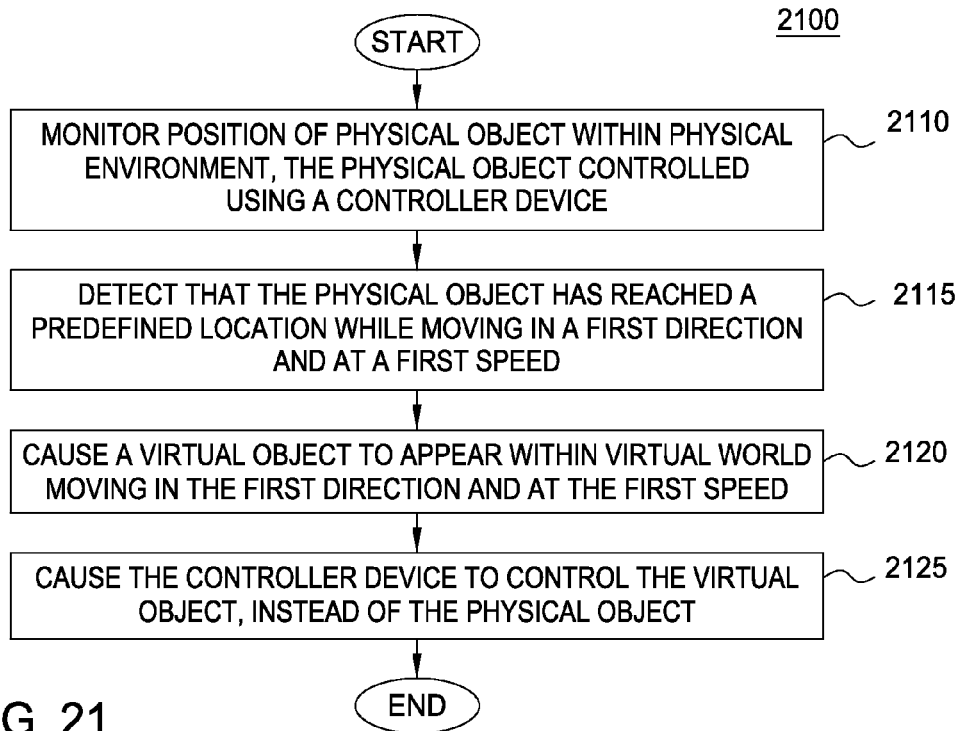 2100
START
MONITOR POSITION OF PHYSICAL OBJECT WITHIN PHYSICAL
ENVIRONMENT, THE PHYSICAL OBJECT CONTROLLED
USING A CONTROLLER DEVICE
2110
DETECT THAT THE PHYSICAL OBJECT HAS REACHED A
PREDEFINED LOCATION WHILE MOVING IN A FIRST DIRECTION
AND AT A FIRST SPEED
2115
CAUSE A VIRTUAL OBJECT TO APPEAR WITHIN VIRTUAL WORLD
MOVING IN THE FIRST DIRECTION AND AT THE FIRST SPEED
2120
CAUSE THE CONTROLLER DEVICE TO CONTROL THE VIRTUAL
OBJECT, INSTEAD OF THE PHYSICAL OBJECT
2125
END
G. 21